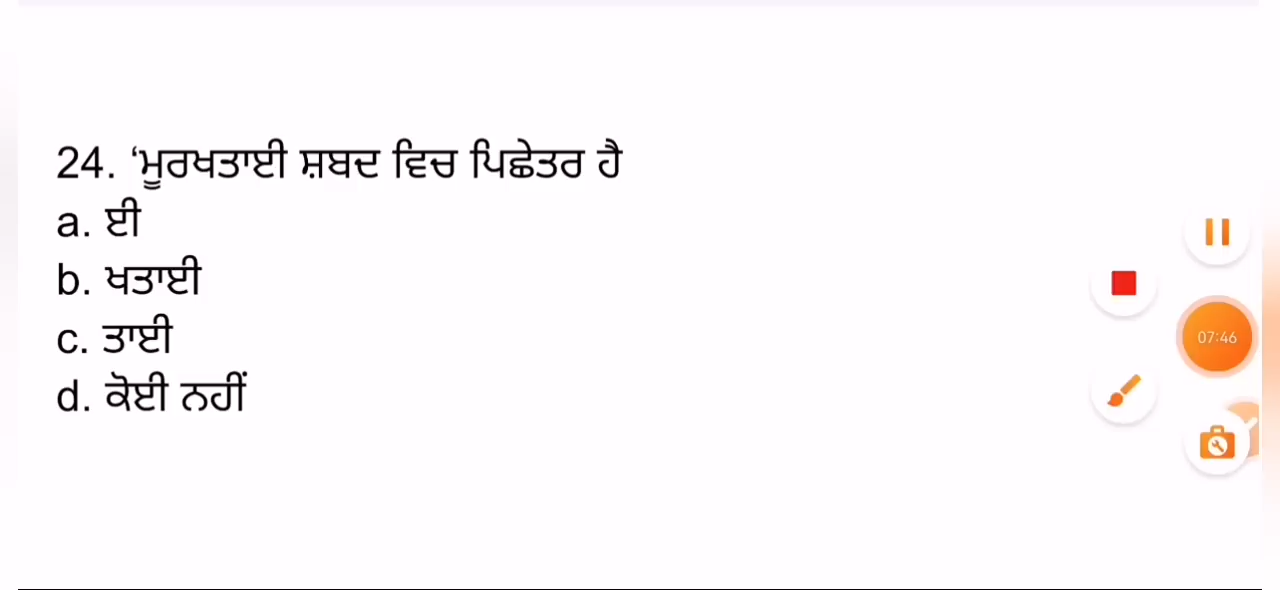 24. ‘ਮੂਰਖਤਾਈ ਸ਼ਬਦ ਵਿਚ ਪਿਛੇਤਰ ਹੈ
a. ਈ
b. ਖਤਾਈ
c. ਤਾਈ
d. ਕੋਈ ਨਹੀਂ
07:46